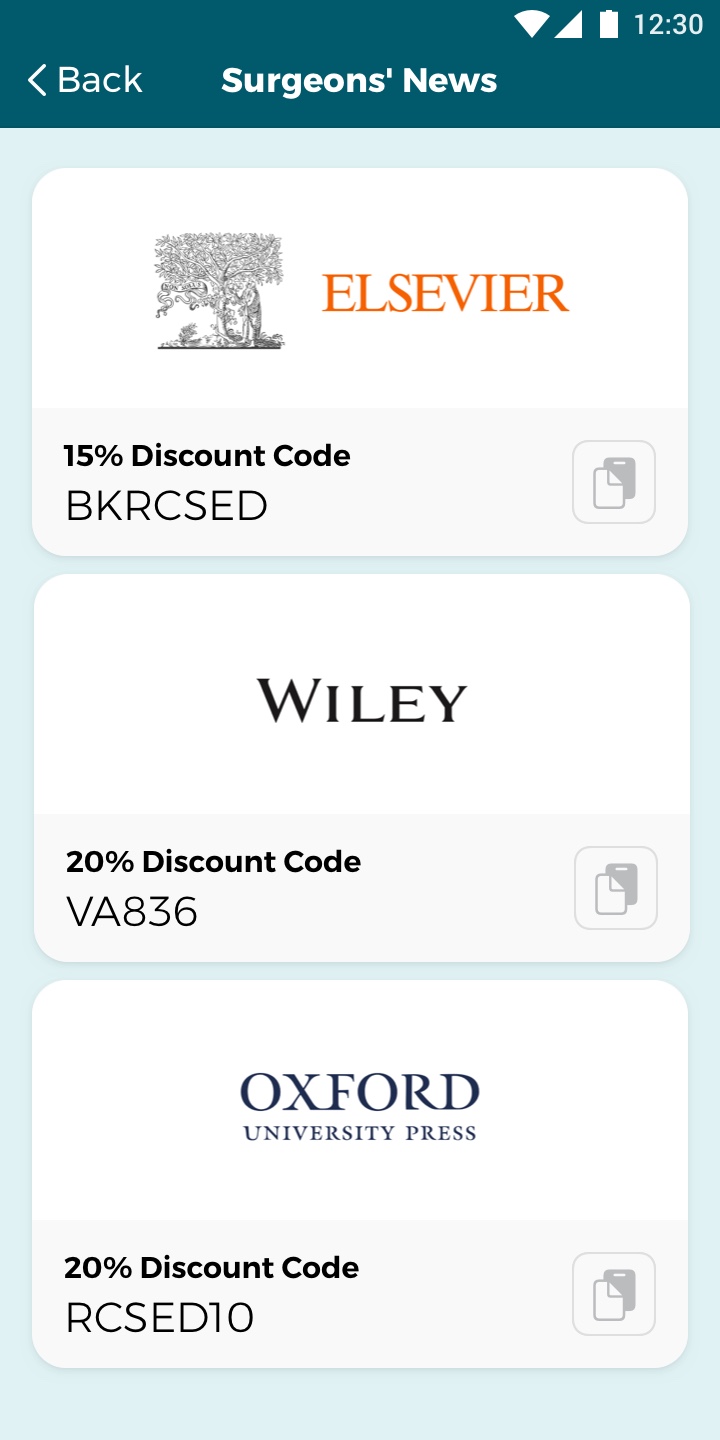 12:30
Back
Surgeons' News
ELSEVIER
15% Discount Code
BKRCSED
WILEY
20% Discount Code
VA836
OXFORD
UNIVERSITY PRESS
20% Discount Code
RCSED10